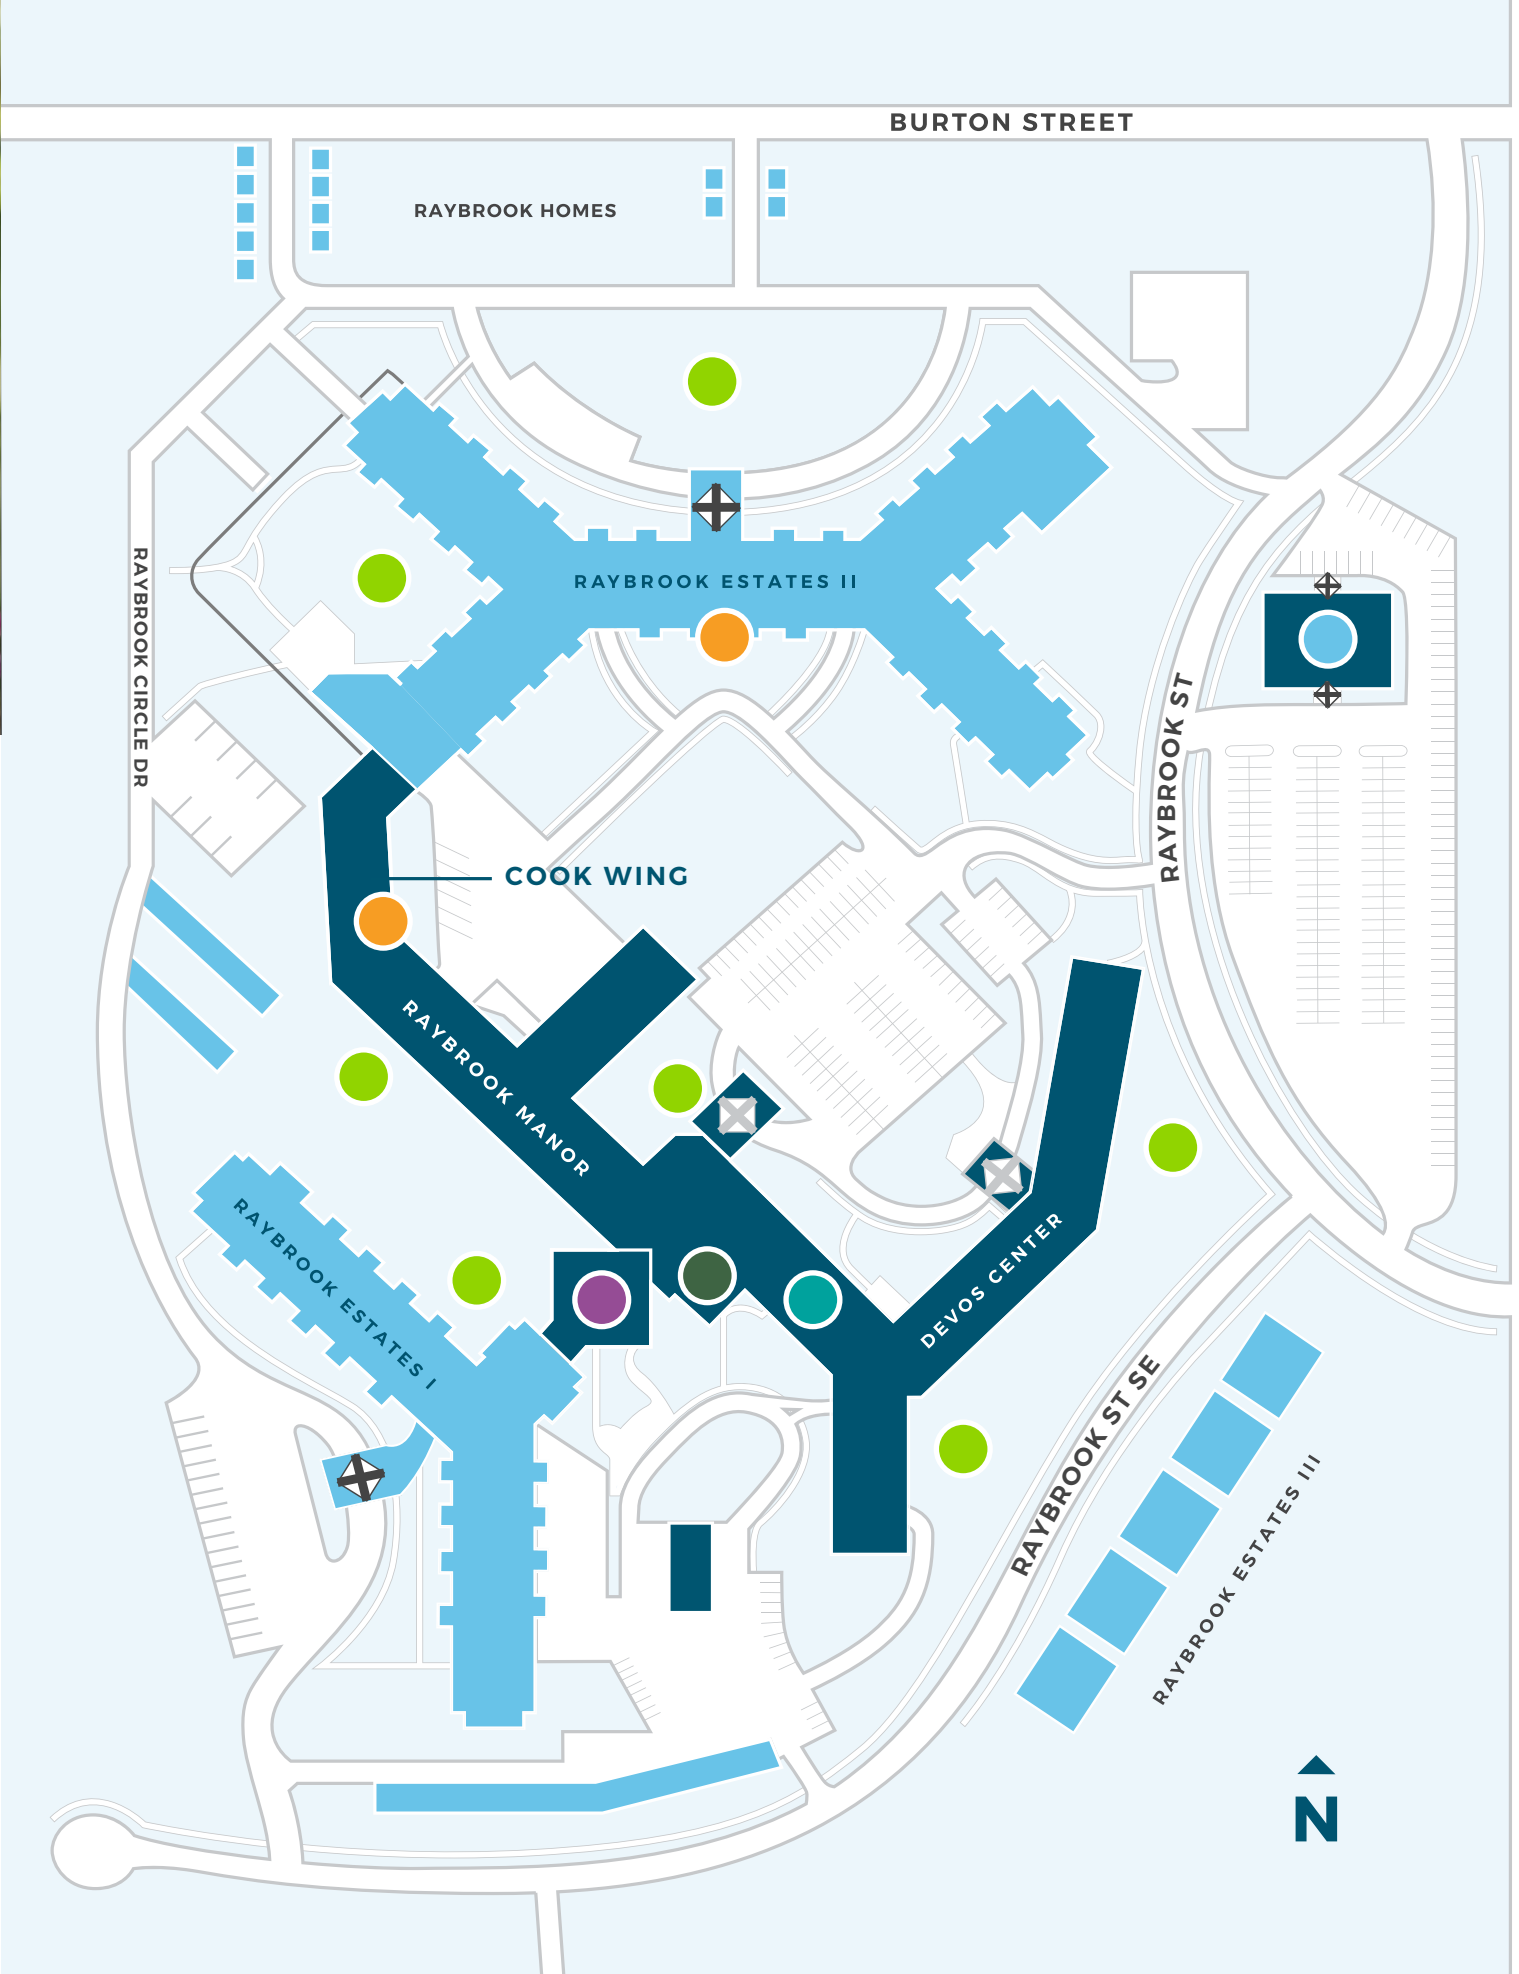 BURTON STREET
RAYBROOK HOMES
RAYBROOK CIRCLE DR
RAYBROOK ESTATES II
RAYBROOK ST
COOK WING
RAYBROOK MANOR
RAYBROOK ESTATES I
DEVOS CENTER
RAYBROOK ST SE
RAYBROOK ESTATES III
N